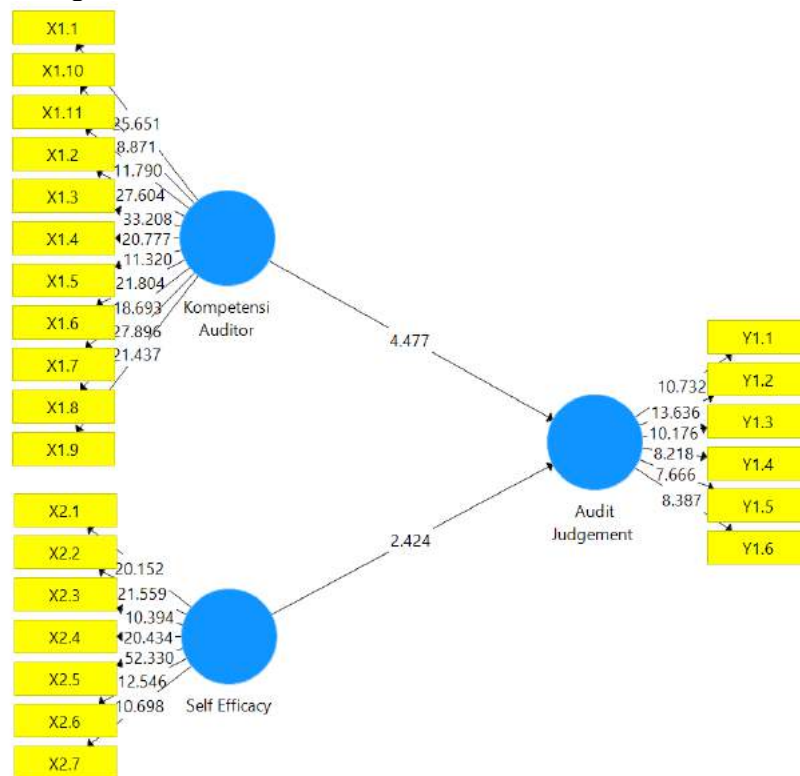 X1.1
X1.10
X1.11
X1.2
X1.3
X1.4
X1.5
X1.6
X1.7
X1.8
X1.9
25.651
8.871
11.790
27.604
33.208
20.777
11.320
21.804
18.693
27.896
21.437
Kompetensi
Auditor
4.477
X2.1
X2.2
X2.3
X2.4
X2.5
X2.6
X2.7
20.152
21.559
10.394
20.434
52.330
12.546
10.698
Self Efficacy
2.424
Audit
Judgement
10.732
13.636
10.176
8.218
7.666
8.387
Y1.1
Y1.2
Y1.3
Y1.4
Y1.5
Y1.6